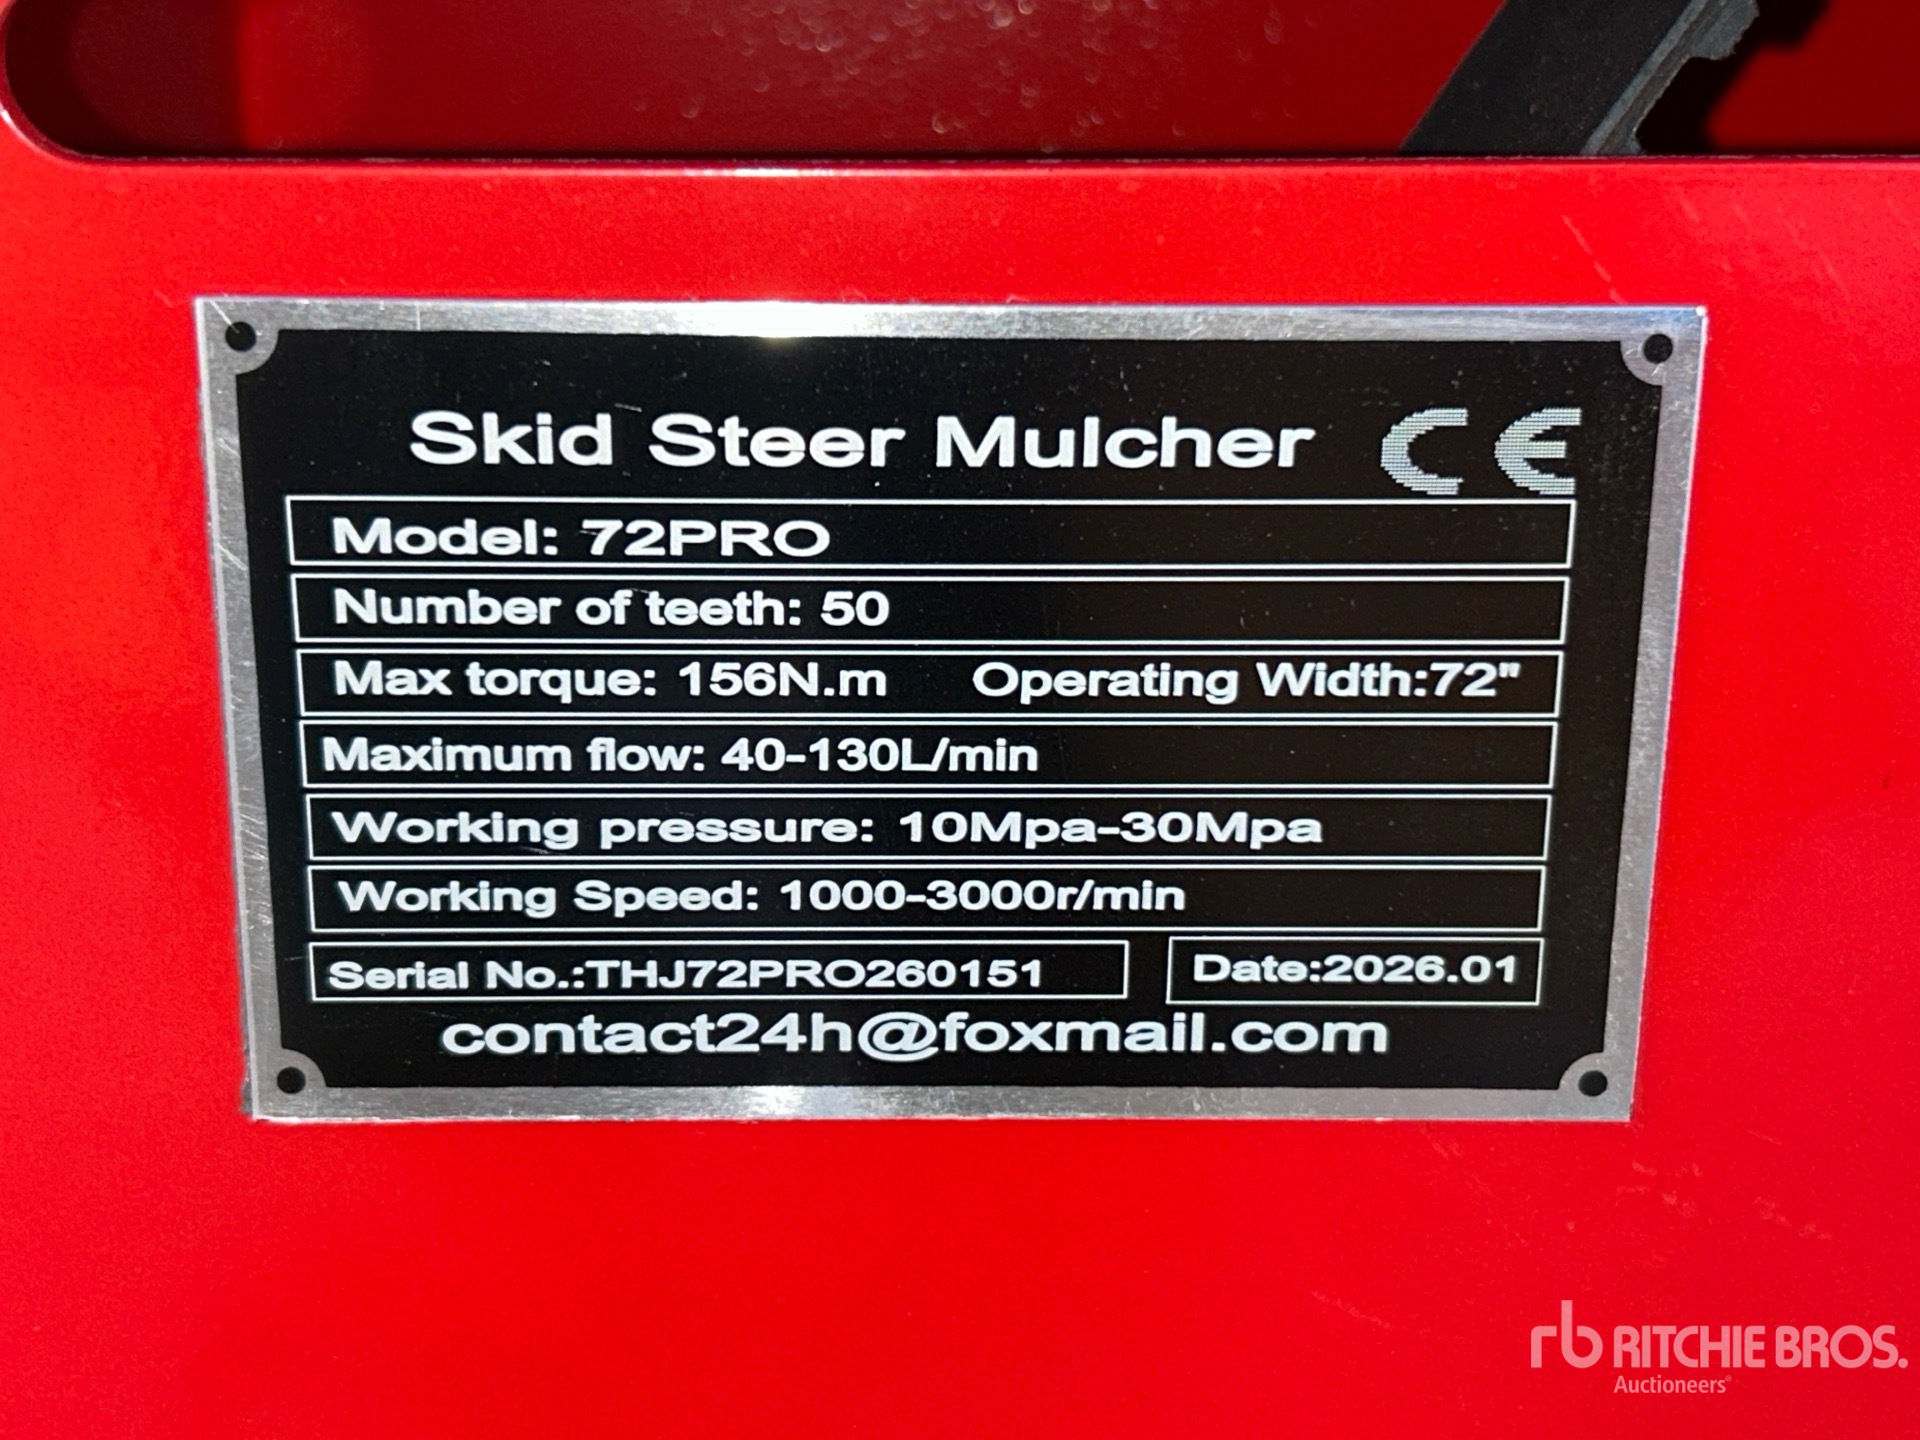 Skid Steer Mulcher CE
Model: 72PRO
Number of teeth: 50
Max torque: 156N.m Operating Width:72"
Maximum flow: 40-130L/min
Working pressure: 10Mpa-30Mpa
Working Speed: 1000-3000r/min
Serial No.:THJ72PRO260151 Date:2026.01
contact24h@foxmail.com
rb RITCHIE BROS.
Auctioneers®